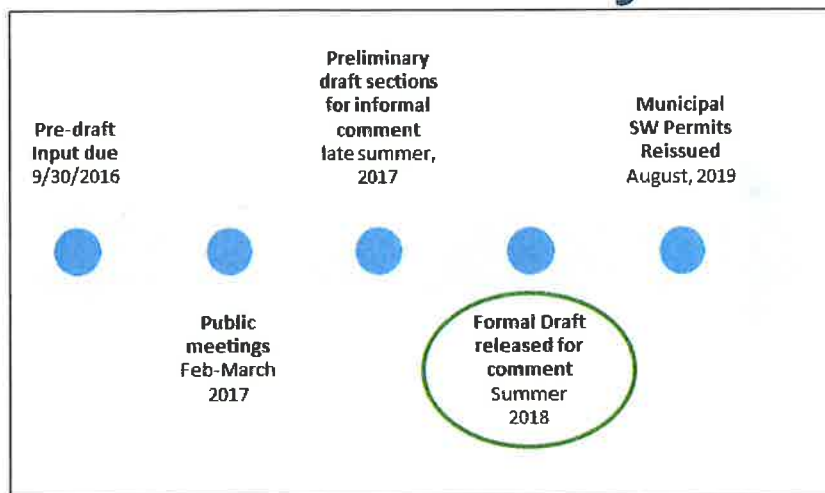 Pre-draft
Input due
9/30/2016
Public
meetings
Feb-March
2017
Preliminary
draft sections
for informal
comment
late summer,
2017
Formal Draft
released for
comment
Summer
2018
Municipal
SW Permits
Reissued
August, 2019